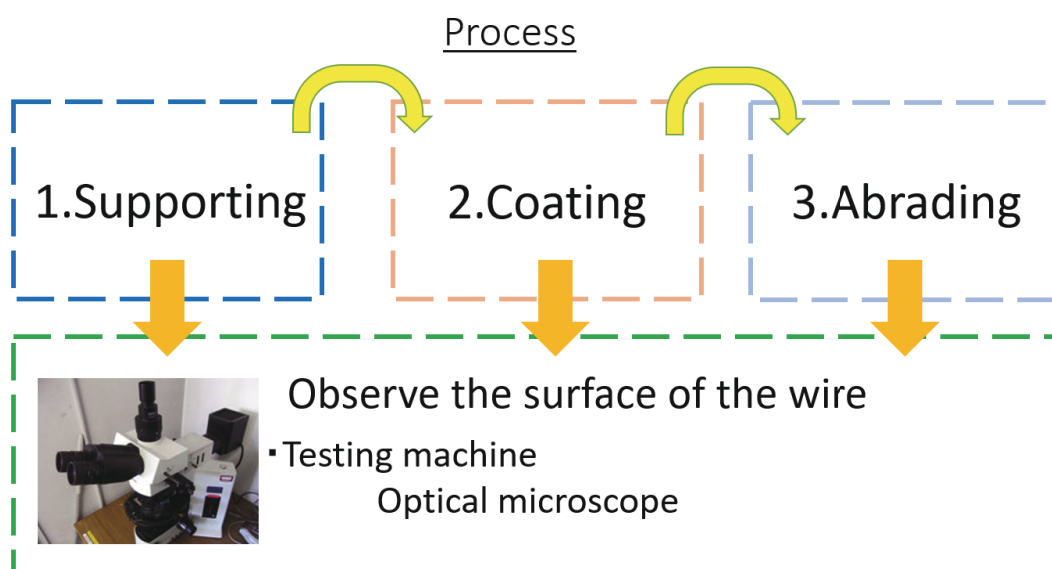 Process
1.Supporting
2.Coating
3.Abrading
Observe the surface of the wire
・Testing machine
Optical microscope